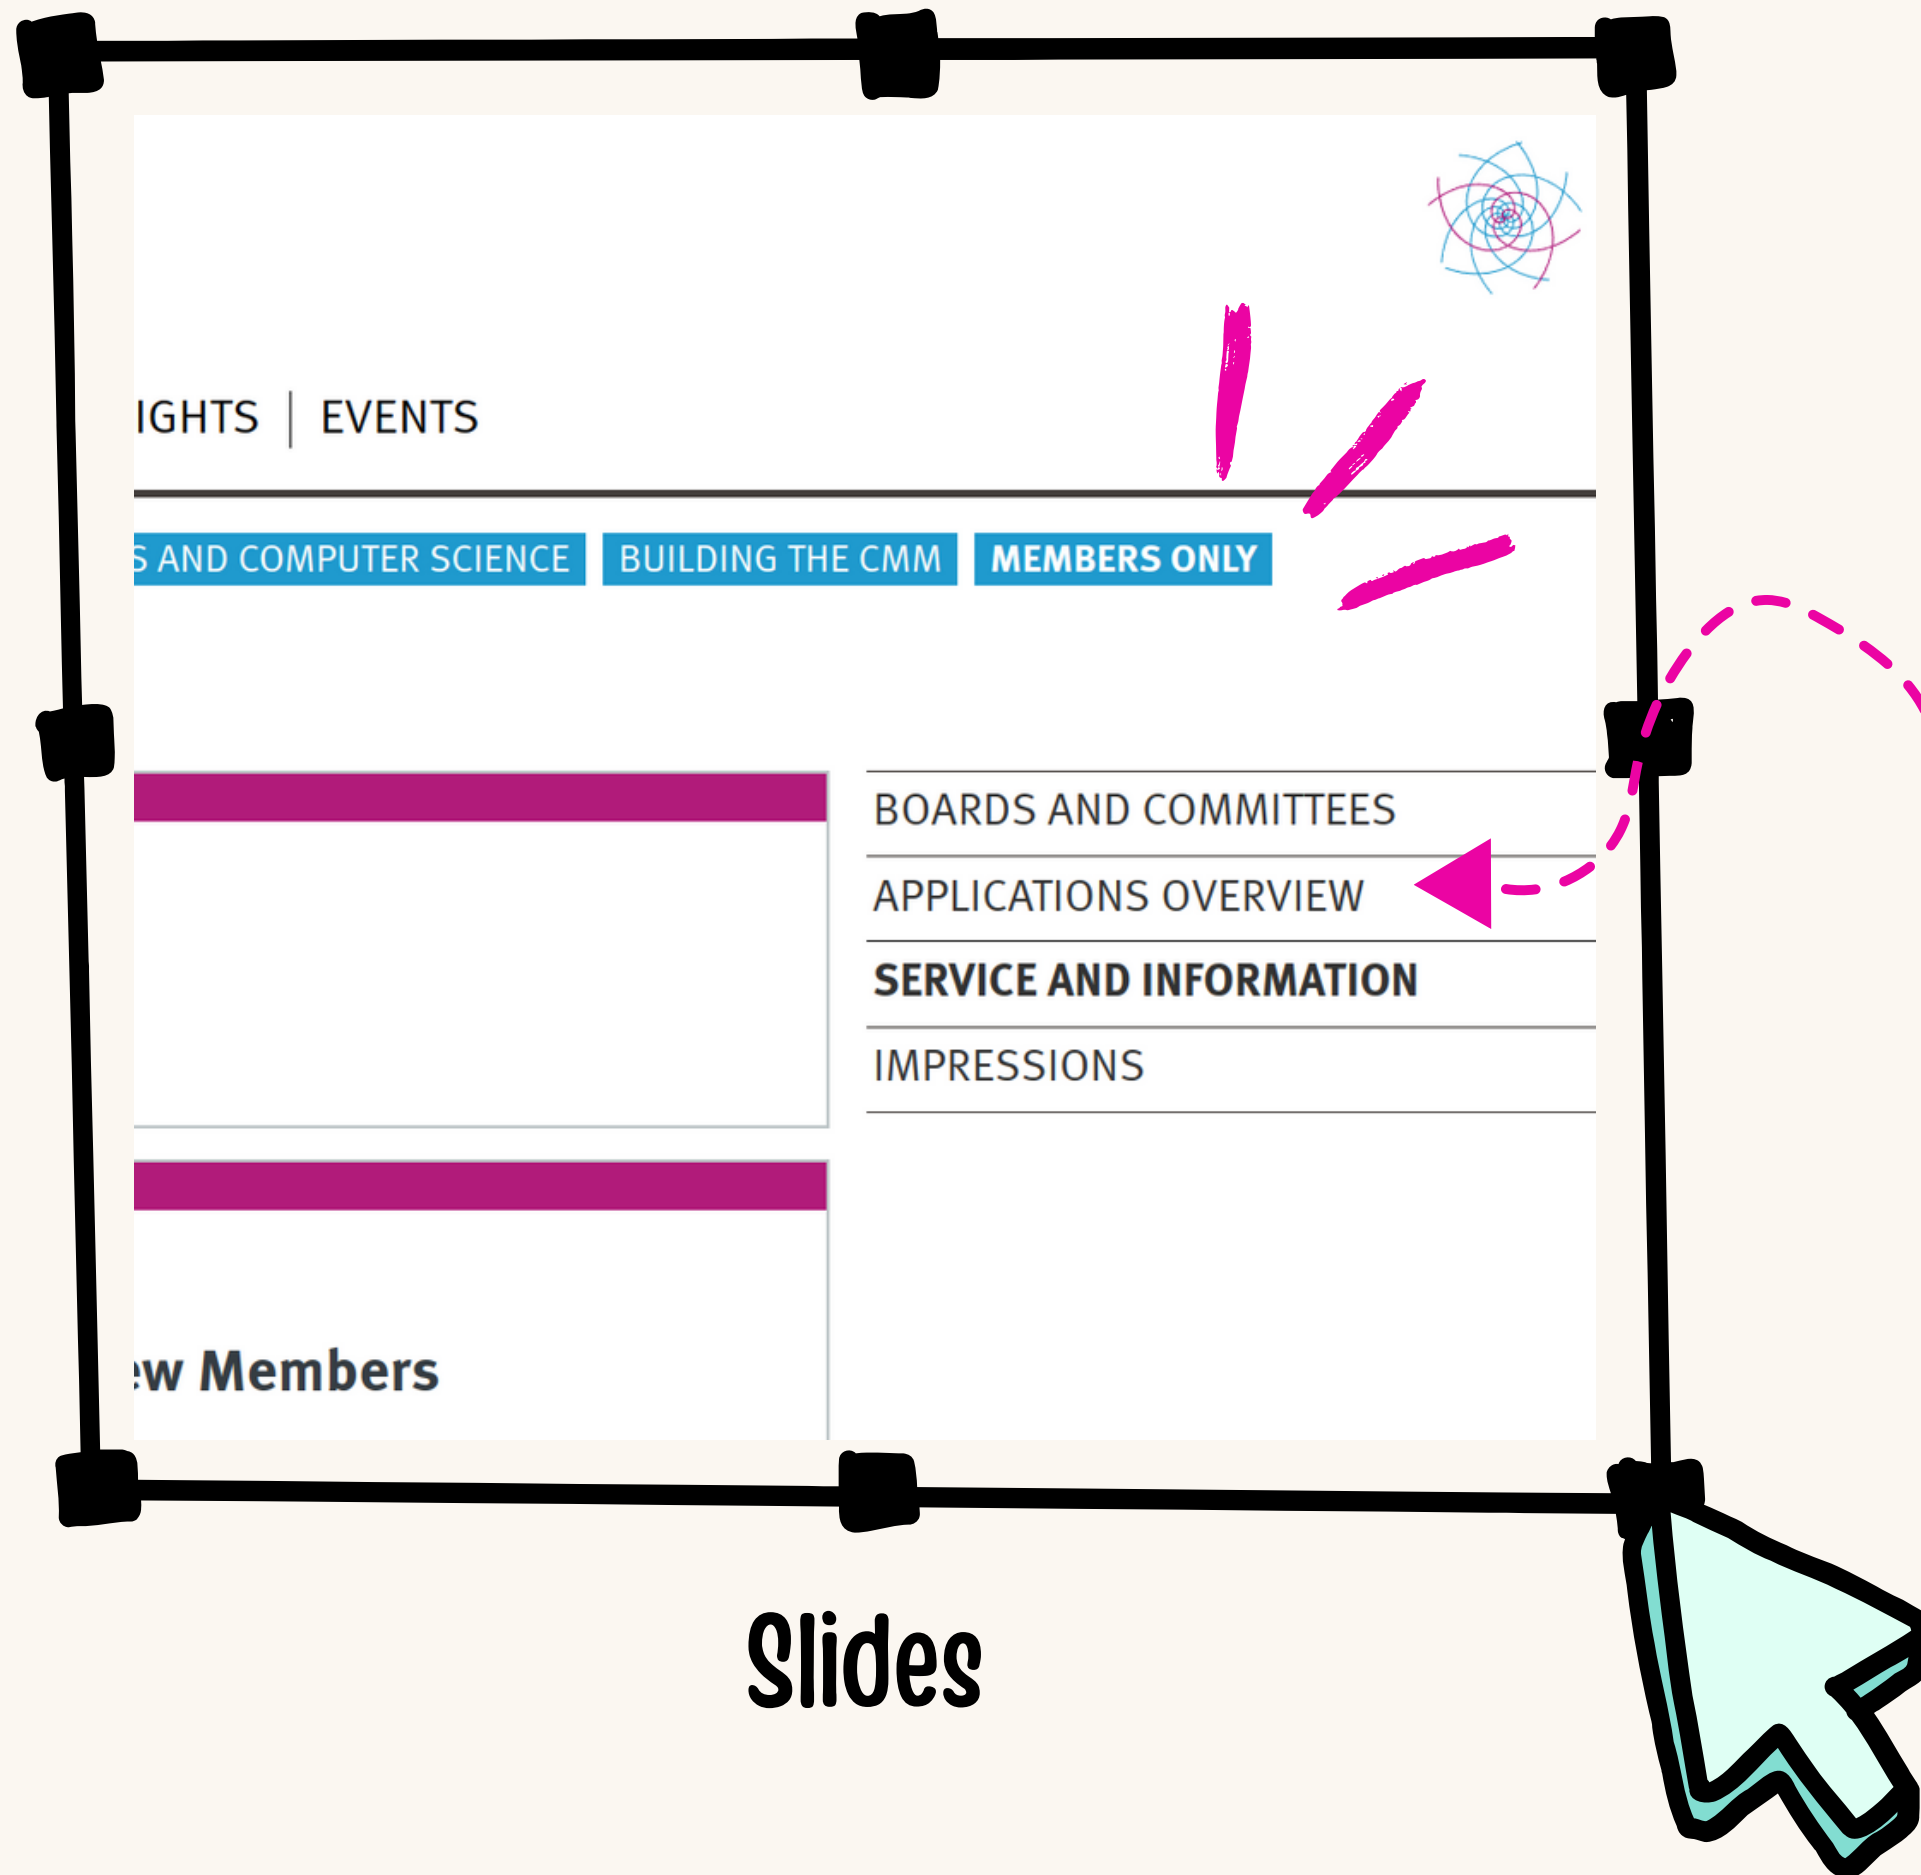 IGHTS | EVENTS
S AND COMPUTER SCIENCE BUILDING THE CMM MEMBERS ONLY
BOARDS AND COMMITTEES
APPLICATIONS OVERVIEW
SERVICE AND INFORMATION
IMPRESSIONS
ew Members
Slides